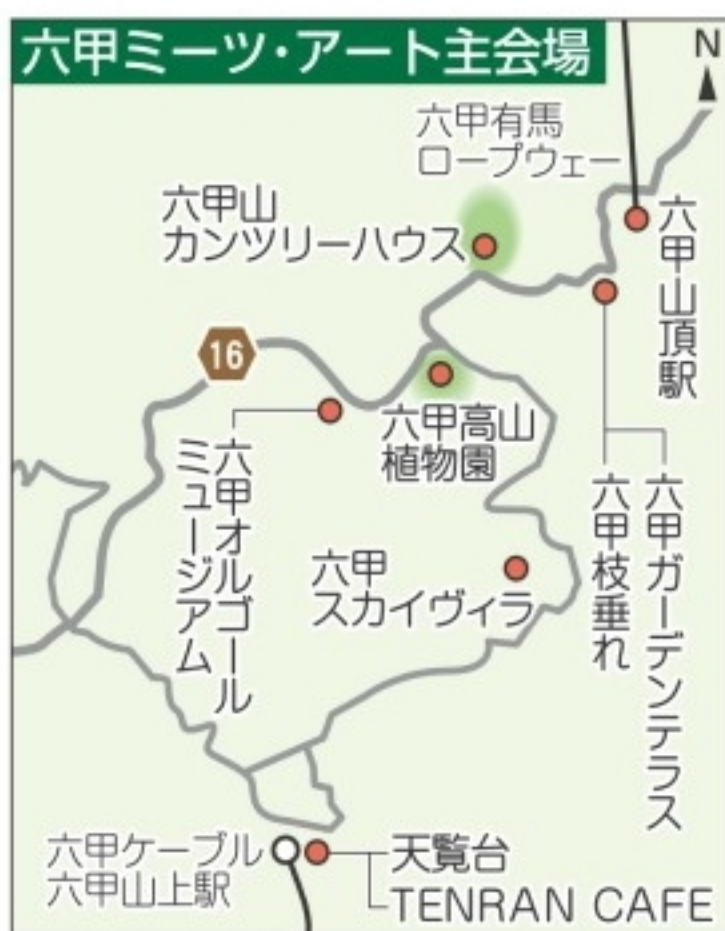 六甲ミーツ・アート主会場
N
六甲有馬
ロープウェー
六甲山
カンツリーハウス
六甲山頂駅
16
六甲高山
植物園
六甲オルゴール
ミュージアム
六甲
スカイヴィラ
六甲ガーデンテラス
六甲枝垂れ
六甲ケーブル
六甲山上駅
天覧台
TENRAN CAFE